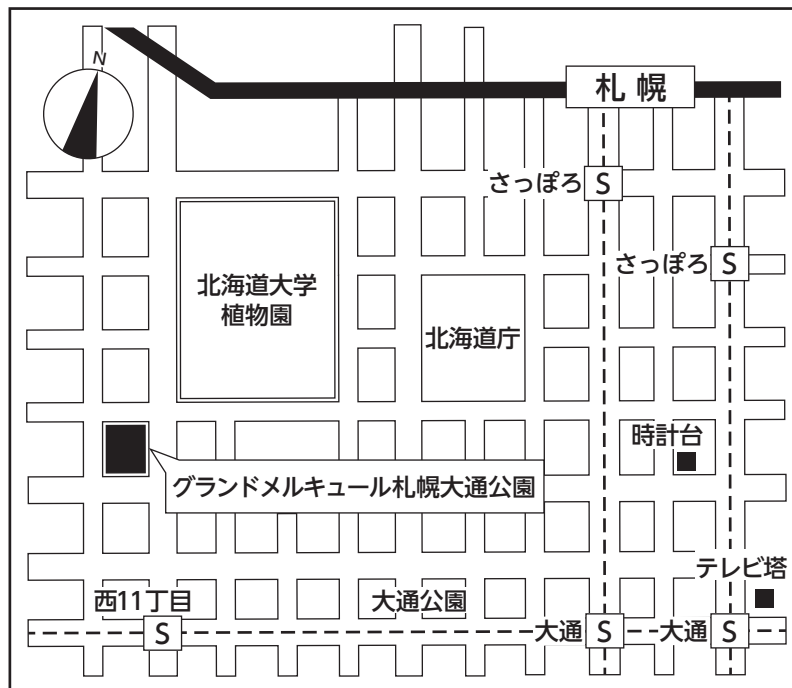 N
札幌
さっぽろ
S
さっぽろ
S
北海道大学
植物園
北海道庁
時計台
グランドメルキュール札幌大通公園
テレビ塔
西11丁目
大通公園
S
大通
S
大通
S